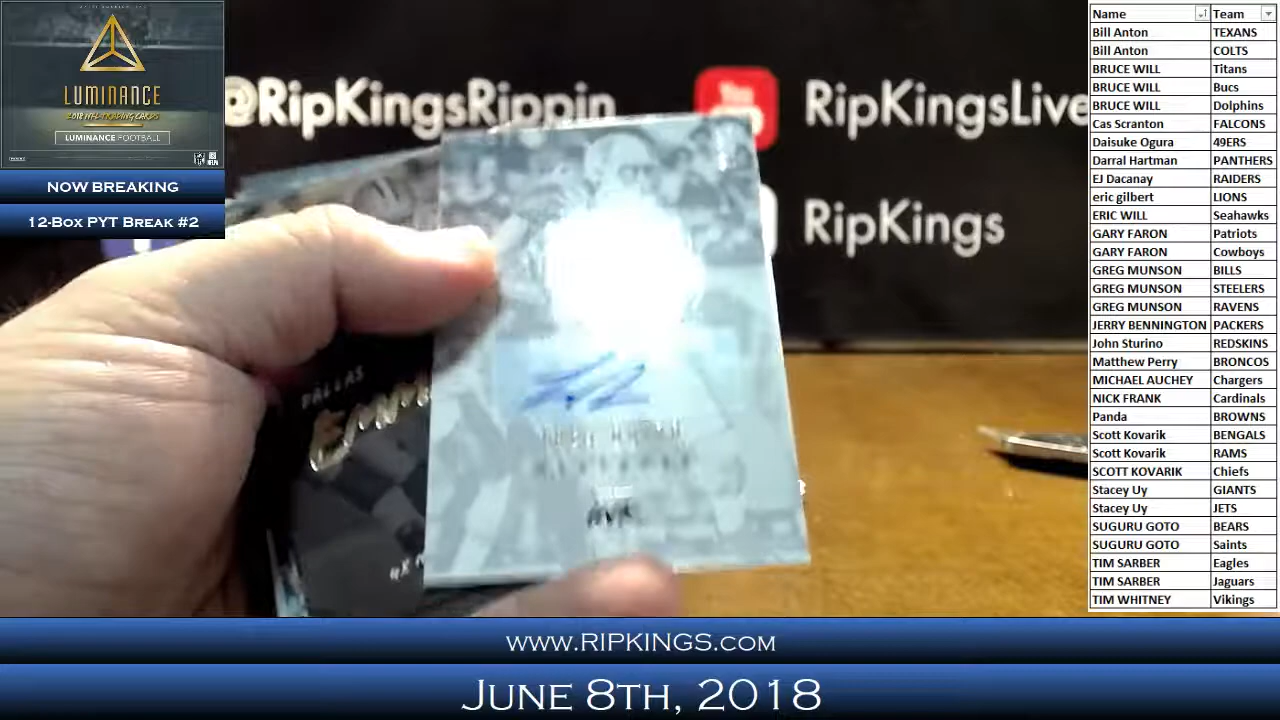 LUMINANCE
2018 NFL TRADING CARDS
LUMINANCE FOOTBALL
NOW BREAKING
12-Box PYT Break #2
@RipKingsRippin
You
RipKingsLive
RipKings
DALLAS
Name Team
Bill Anton TEXANS
Bill Anton COLTS
BRUCE WILL Titans
BRUCE WILL Bucs
BRUCE WILL Dolphins
Cas Scranton FALCONS
Daisuke Ogura 49ERS
Darral Hartman PANTHERS
EJ Dacanay RAIDERS
eric gilbert LIONS
ERIC WILL Seahawks
GARY FARON Patriots
GARY FARON Cowboys
GREG MUNSON BILLS
GREG MUNSON STEELERS
GREG MUNSON RAVENS
JERRY BENNINGTON PACKERS
John Sturino REDSKINS
Matthew Perry BRONCOS
MICHAEL AUCHEY Chargers
NICK FRANK Cardinals
Panda BROWNS
Scott Kovarik BENGALS
Scott Kovarik RAMS
SCOTT KOVARIK Chiefs
Stacey Uy GIANTS
Stacey Uy JETS
SUGURU GOTO BEARS
SUGURU GOTO Saints
TIM SARBER Eagles
TIM SARBER Jaguars
TIM WHITNEY Vikings
www.RIPKINGS.COM
JUNE 8TH, 2018